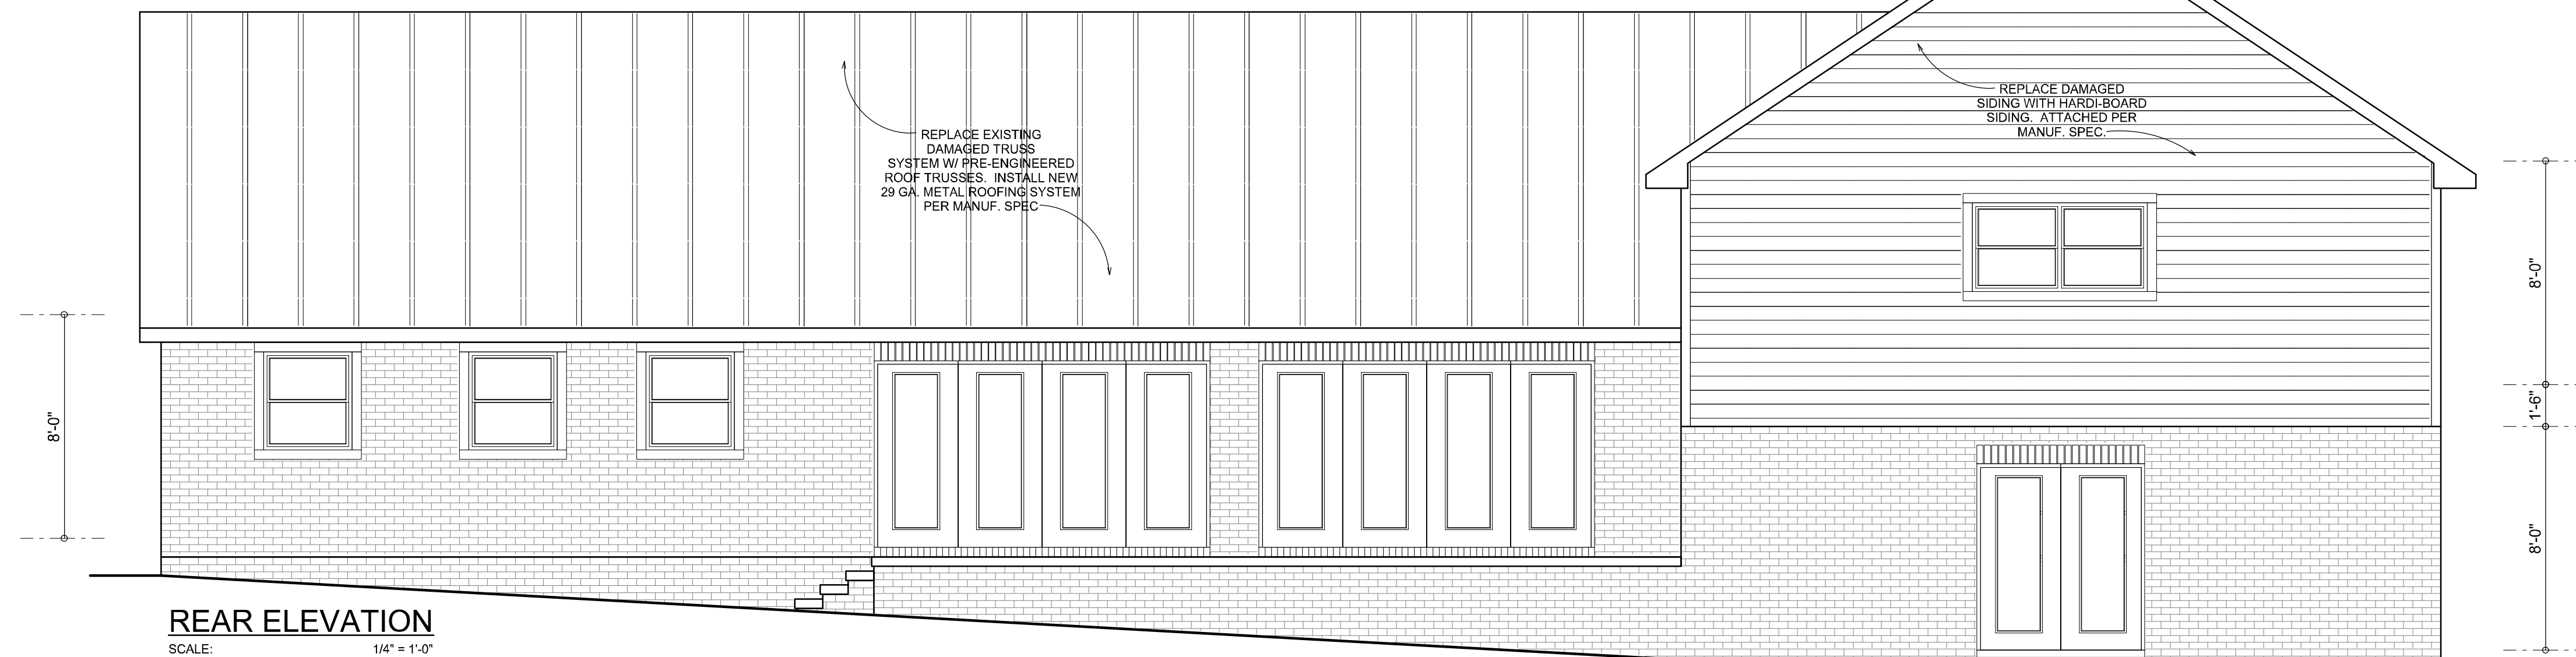 REPLACE EXISTING
DAMAGED TRUSS
SYSTEM W/ PRE-ENGINEERED
ROOF TRUSSES. INSTALL NEW
29 GA. METAL ROOFING SYSTEM
PER MANUF. SPEC
REPLACE DAMAGED
SIDING WITH HARDI-BOARD
SIDING. ATTACHED PER
MANUF. SPEC.
8'-0"
8'-0"
1'-6"
8'-0"
REAR ELEVATION
SCALE: 1/4" = 1'-0"